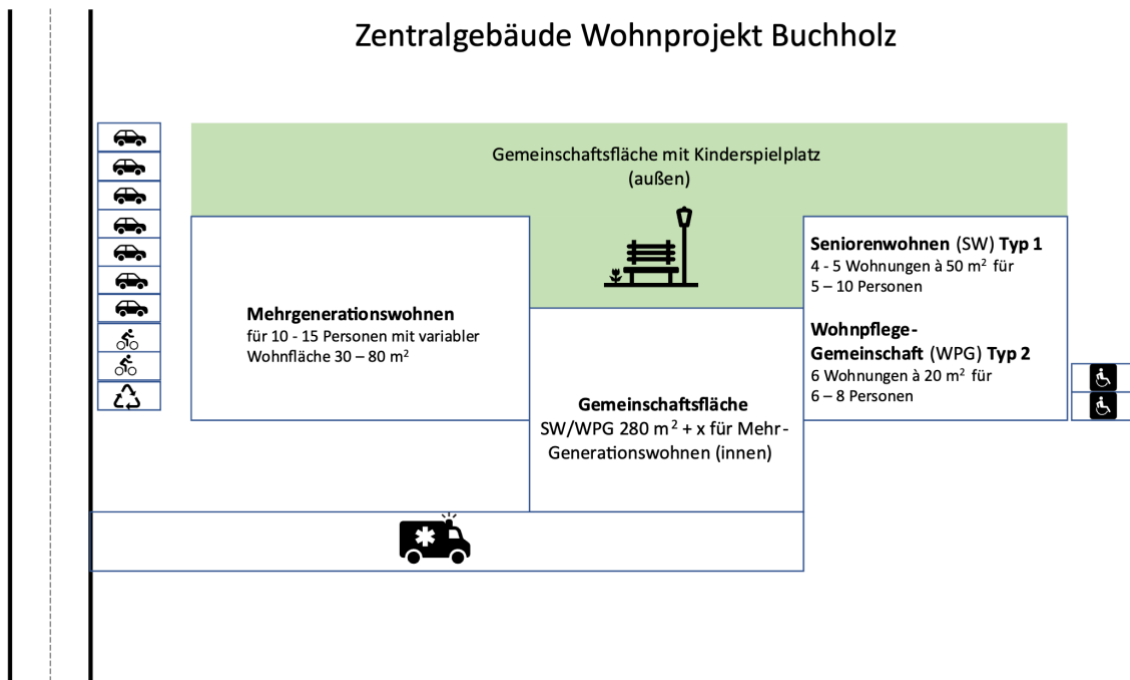 Zentralgebäude Wohnprojekt Buchholz
Gemeinschaftsfläche mit Kinderspielplatz
(außen)
Mehrgenerationswohnen
für 10 - 15 Personen mit variabler
Wohnfläche 30 – 80 m²
Gemeinschaftsfläche
SW/WPG 280 m² + x für Mehr-
Generationswohnen (innen)
Seniorenwohnen (SW) Typ 1
4 - 5 Wohnungen à 50 m² für
5 – 10 Personen
Wohnpflege-
Gemeinschaft (WPG) Typ 2
6 Wohnungen à 20 m² für
6 – 8 Personen